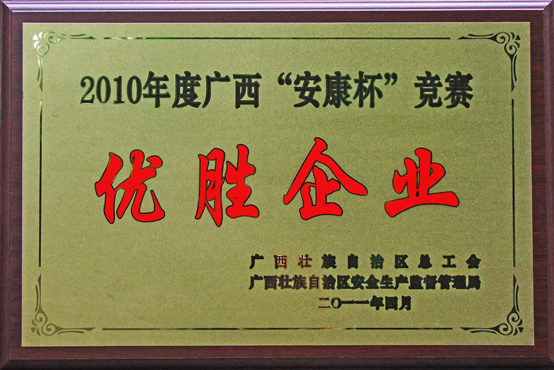 2010年度广西“安康杯”竞赛
优胜企业
广西壮族自治区总工会
广西壮族自治区安全生产监督管理局
二〇一一年四月